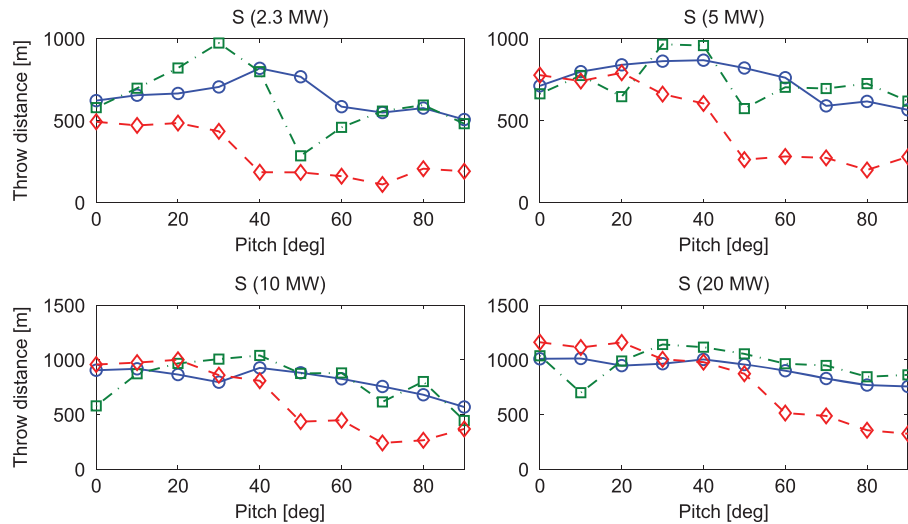 S (2.3 MW)
S (5 MW)
1000
500
0
Throw distance [m]
0 20 40 60 80
Pitch [deg]
1000
500
0
Throw distance [m]
0 20 40 60 80
Pitch [deg]
S (10 MW)
S (20 MW)
1500
1000
500
0
Throw distance [m]
0 20 40 60 80
Pitch [deg]
1500
1000
500
0
0 20 40 60 80
Pitch [deg]